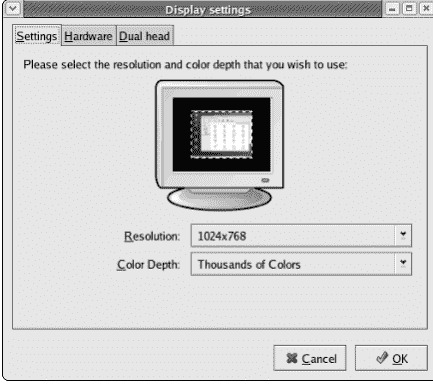 Display settings
Settings Hardware Dual head
Please select the resolution and color depth that you wish to use:
Resolution: 1024x768
Color Depth: Thousands of Colors
Cancel OK